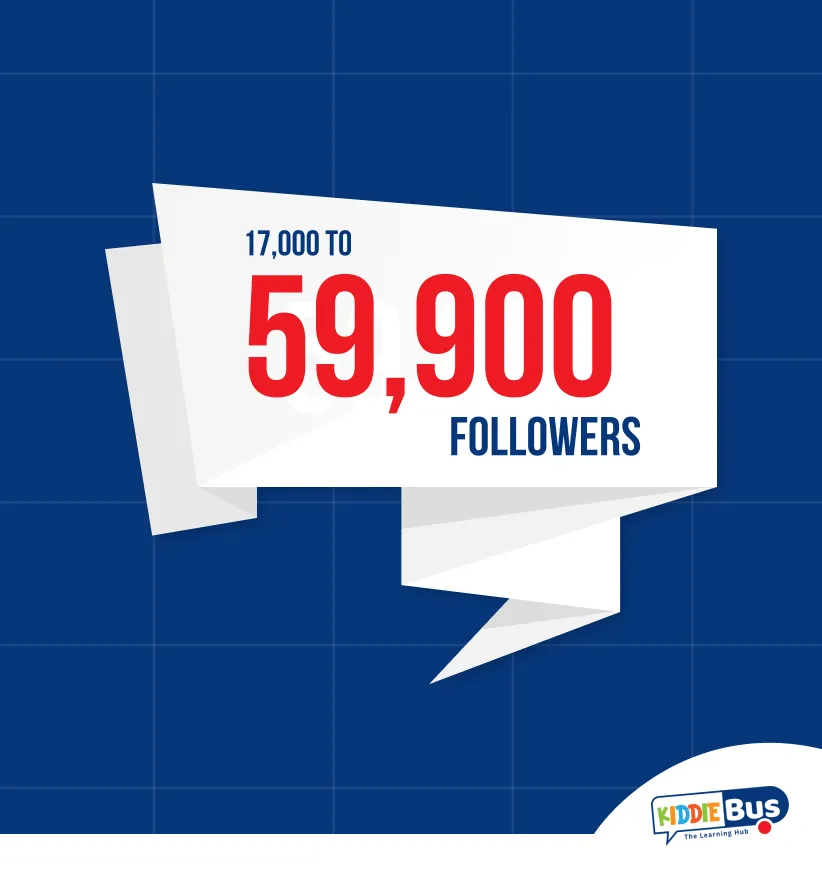 17,000 TO
59,900
FOLLOWERS
KIDDIE BUS
The Learning Hub